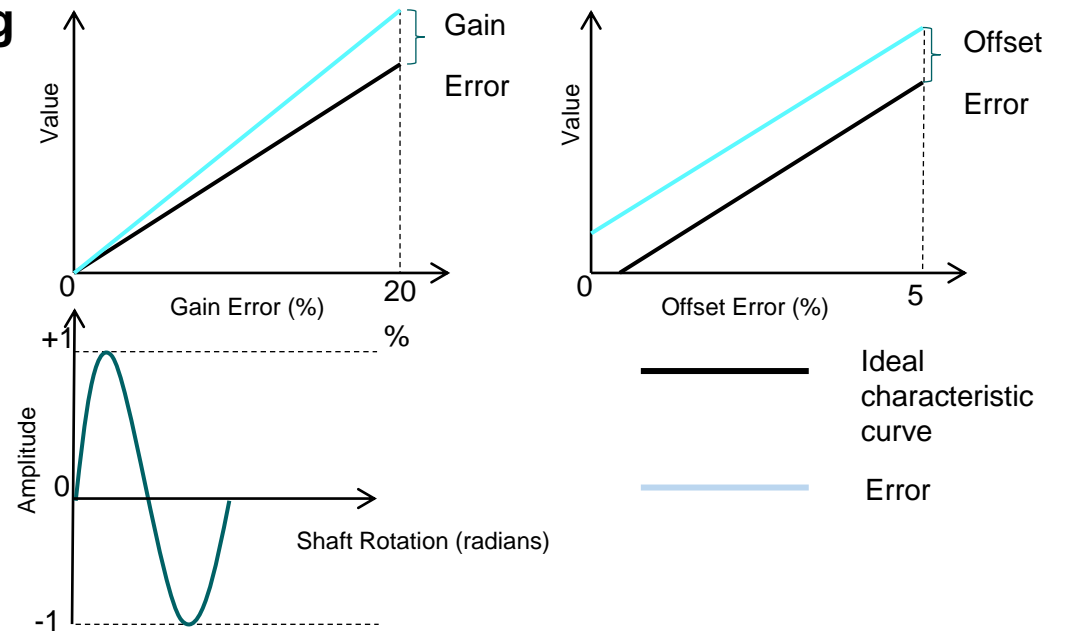 g
Gain
Error
Value
0
20
Gain Error (%)
%
Offset
Error
Value
0
5
Offset Error (%)
+1
0
-1
Amplitude
Shaft Rotation (radians)
Ideal
characteristic
curve
Error